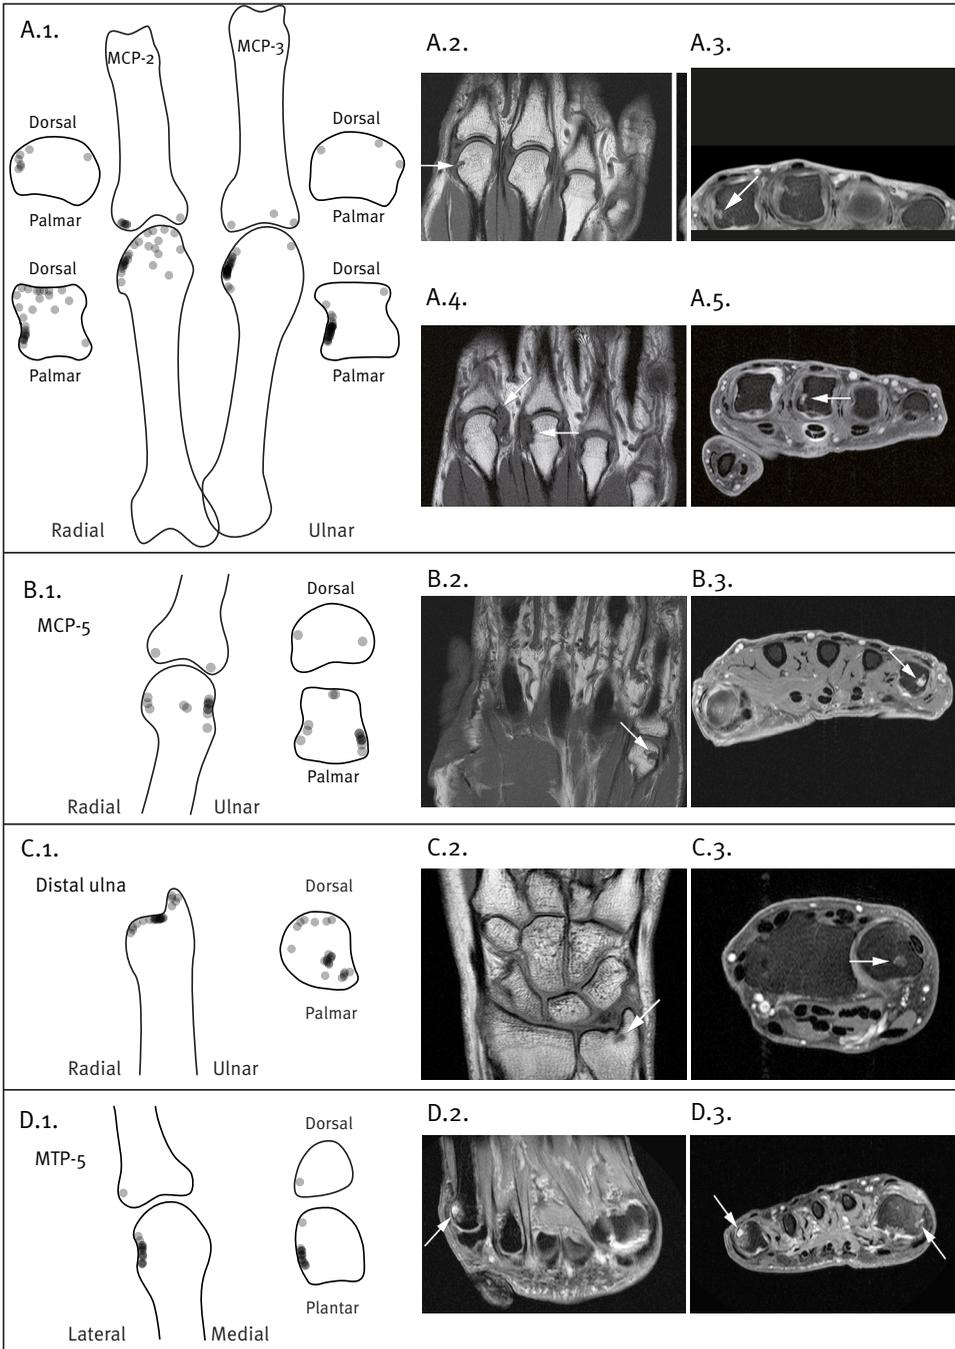 A.1.
MCP-2
MCP-3
A.2.
A.3.
Dorsal
Dorsal
Palmar
Palmar
Dorsal
Dorsal
Palmar
Palmar
A.4.
A.5.
Radial
Ulnar
B.1.
MCP-5
Dorsal
Palmar
Radial
Ulnar
B.2.
B.3.
C.1.
Distal ulna
Dorsal
Palmar
Radial
Ulnar
C.2.
C.3.
D.1.
MTP-5
Dorsal
Plantar
Lateral
Medial
D.2.
D.3.